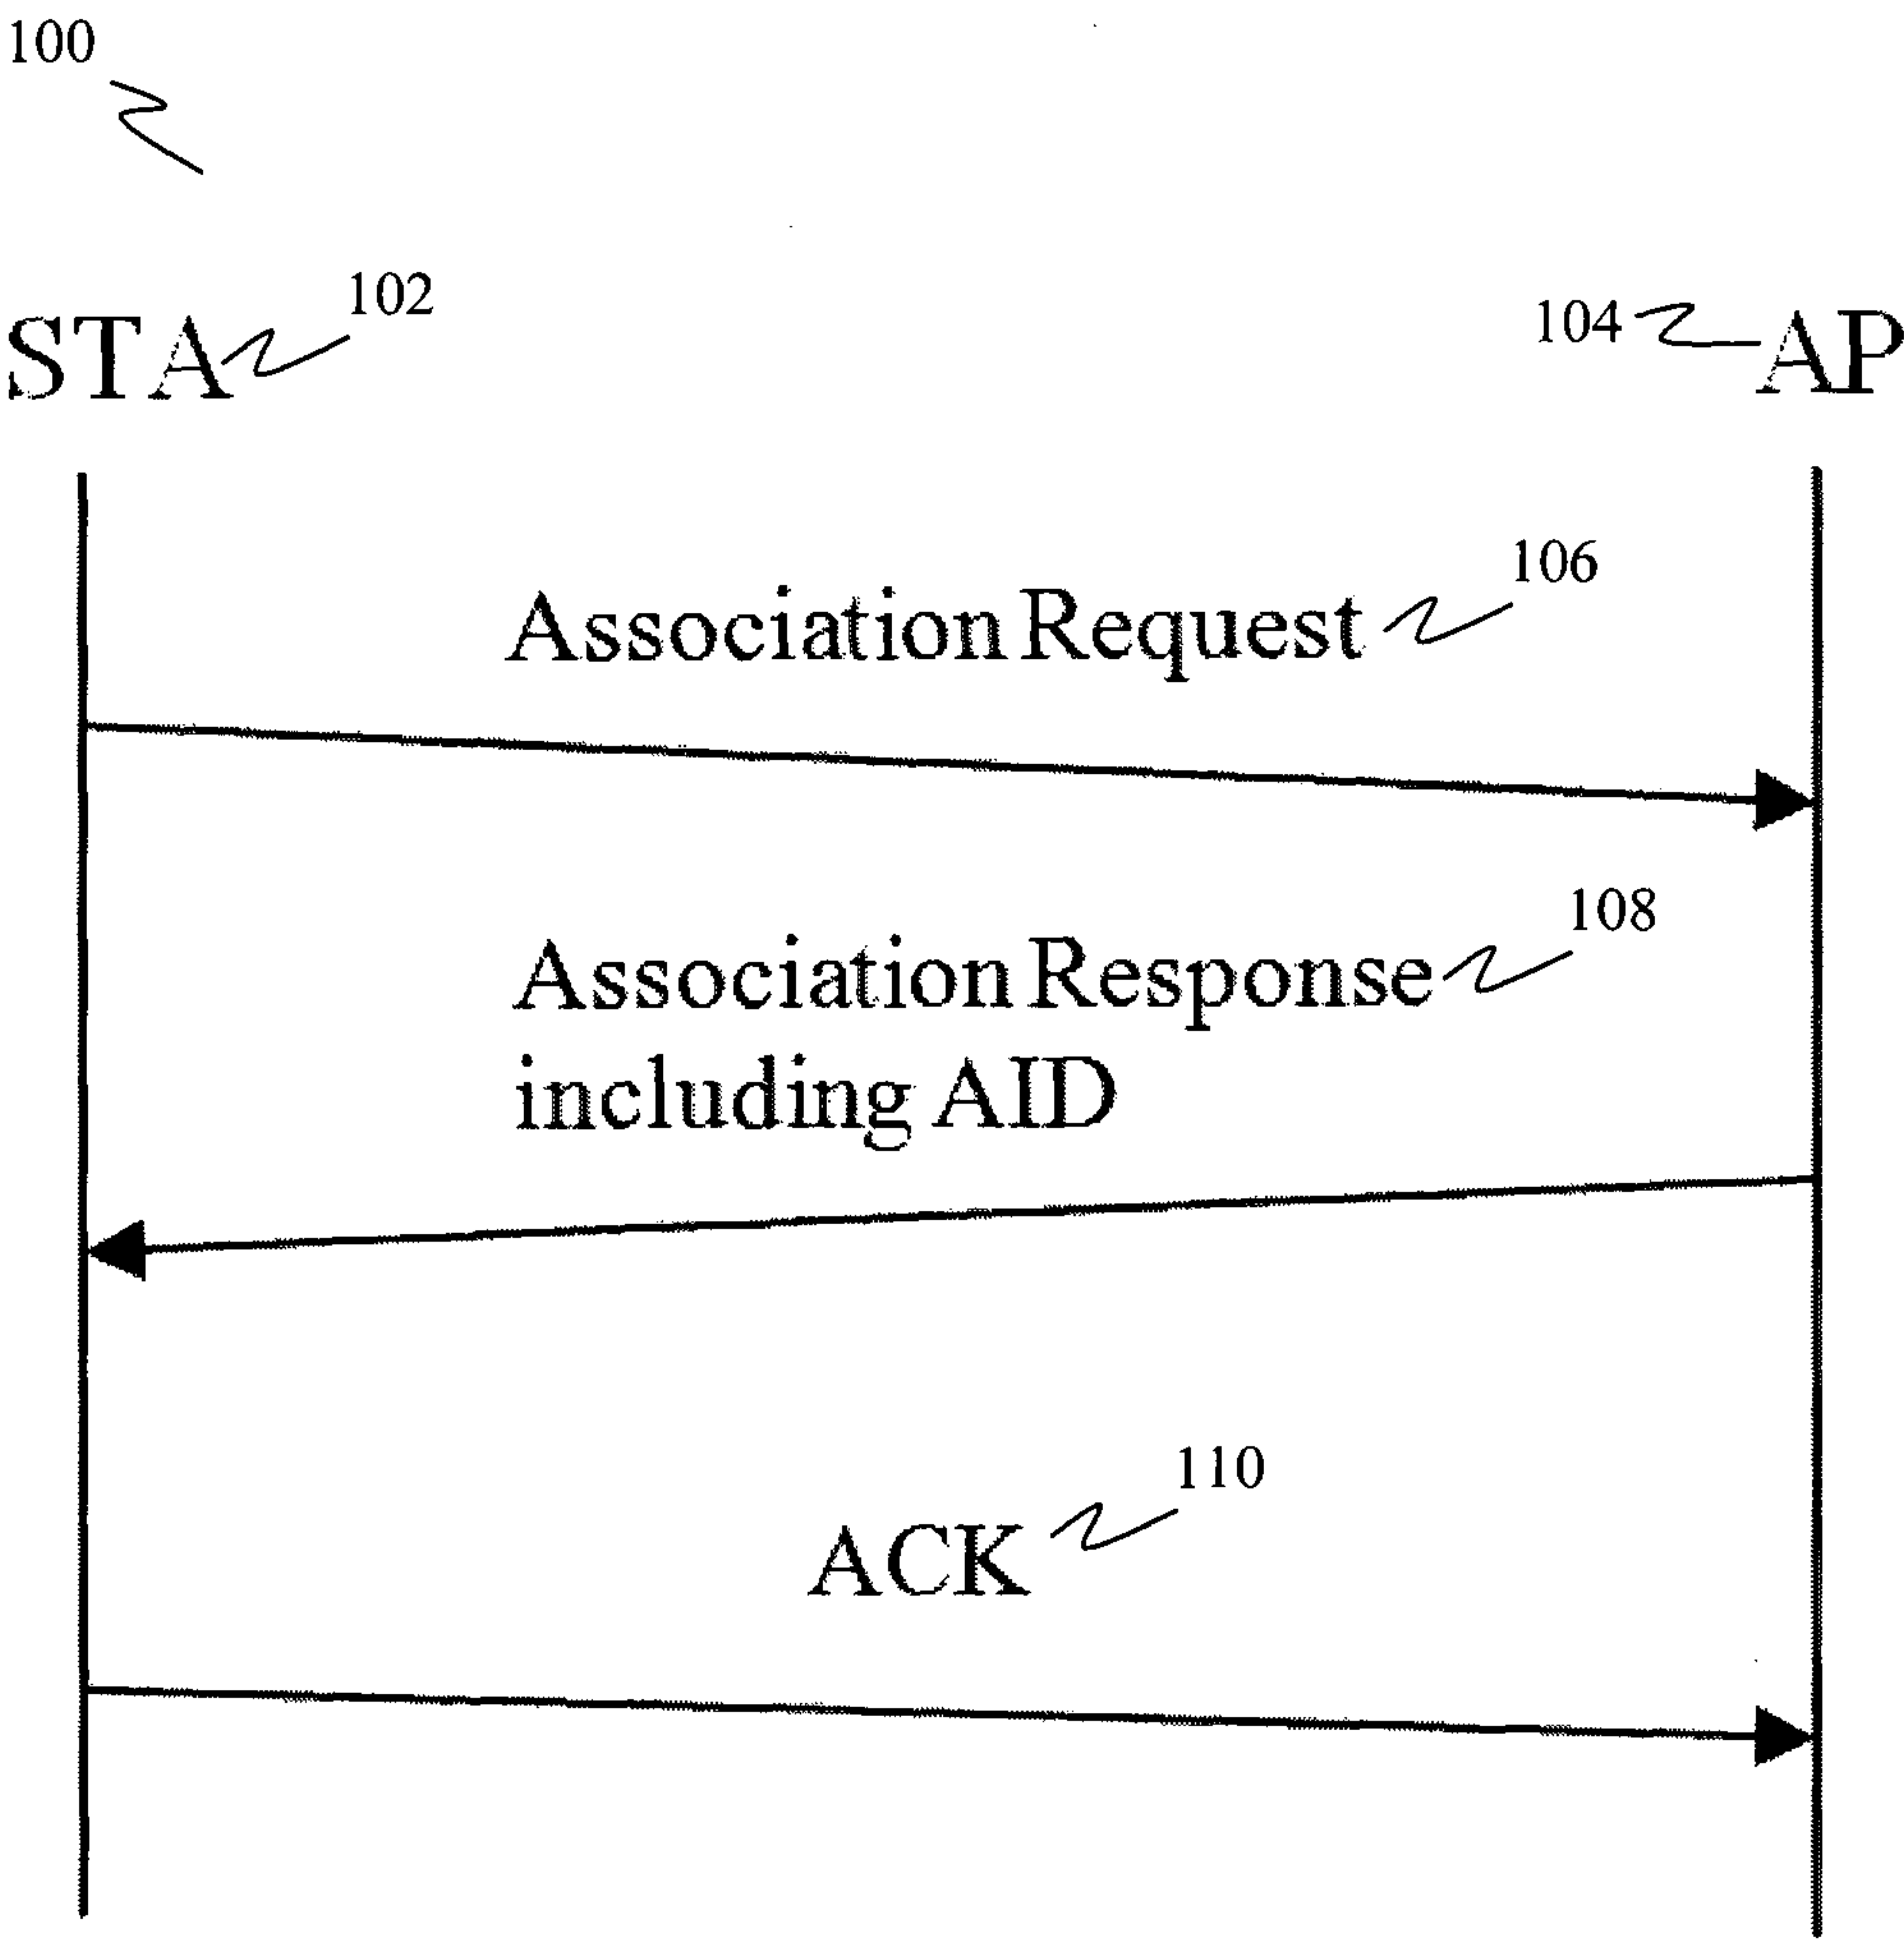 100
STA 102
104 AP
106
Association Request
108
Association Response
including AID
110
ACK